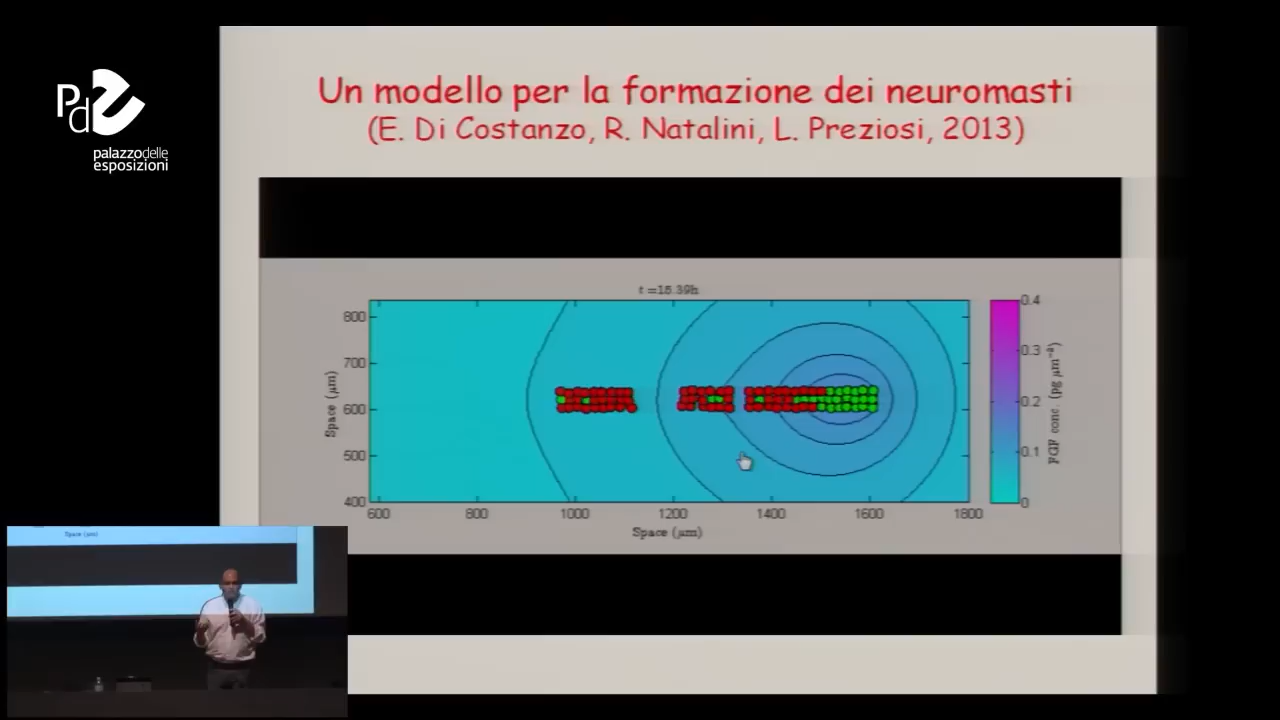 Pd
palazzodelle
esposizioni
Un modello per la formazione dei neuromasti
(E. Di Costanzo, R. Natalini, L. Preziosi, 2013)
t =15.39h
800
700
600
500
400
Space (μm)
600
800
1000
1200
1400
1600
1800
Space (μm)
0.4
0.3
0.2
0.1
0
FGF conc. (pg μm⁻²)
Space (μm)